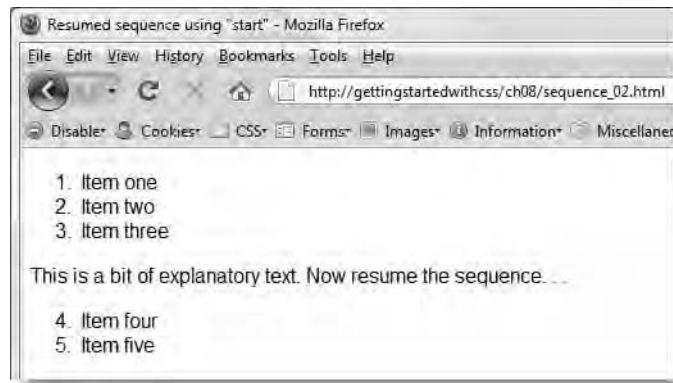 Resumed sequence using "start" - Mozilla Firefox
File Edit View History Bookmarks Tools Help
http://gettingstartedwithcss/ch08/sequence_02.html
Disable Cookies CSS Forms Images Information Miscellane
1. Item one
2. Item two
3. Item three
This is a bit of explanatory text. Now resume the sequence. . .
4. Item four
5. Item five